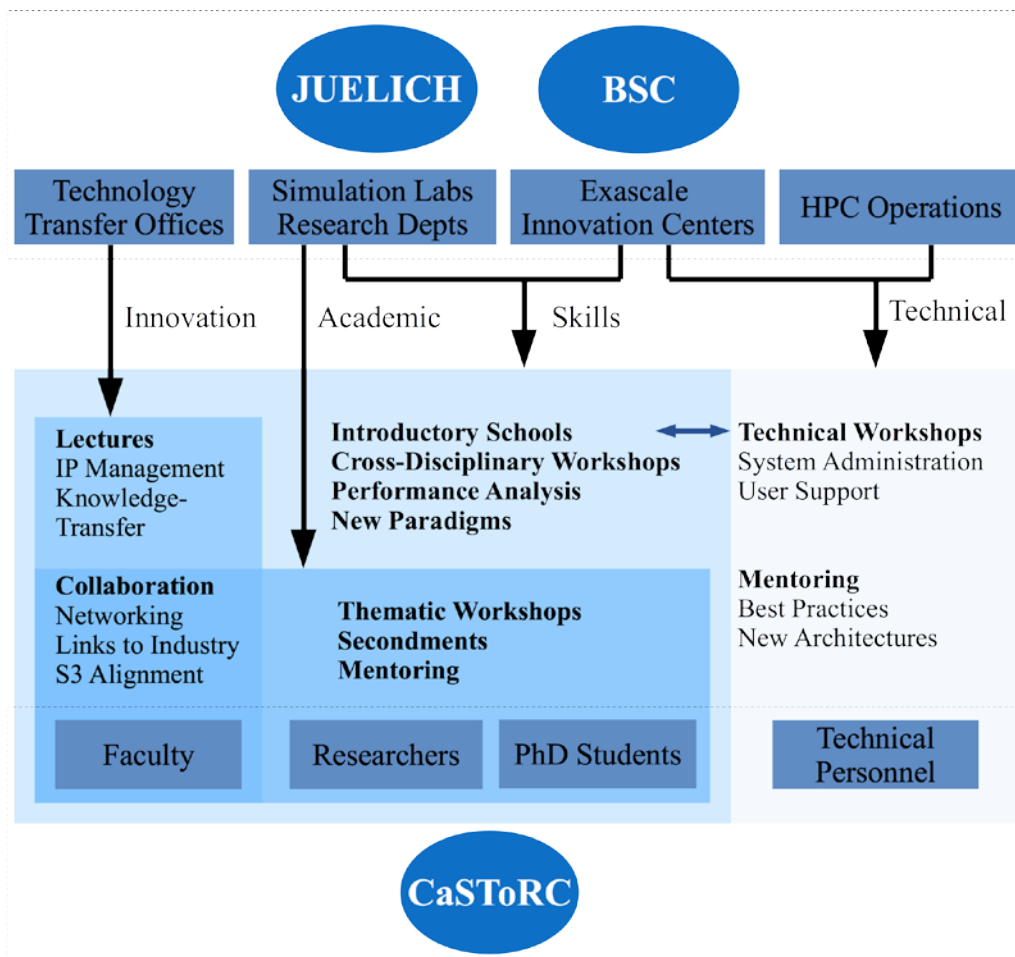 JUELICH
BSC
Technology
Transfer Offices
Simulation Labs
Research Depts
Exascale
Innovation Centers
HPC Operations
Innovation
Academic
Skills
Technical
Lectures
IP Management
Knowledge-
Transfer
Introductory Schools
Cross-Disciplinary Workshops
Performance Analysis
New Paradigms
Technical Workshops
System Administration
User Support
Collaboration
Networking
Links to Industry
S3 Alignment
Thematic Workshops
Secondments
Mentoring
Mentoring
Best Practices
New Architectures
Faculty
Researchers
PhD Students
Technical
Personnel
CaSToRC